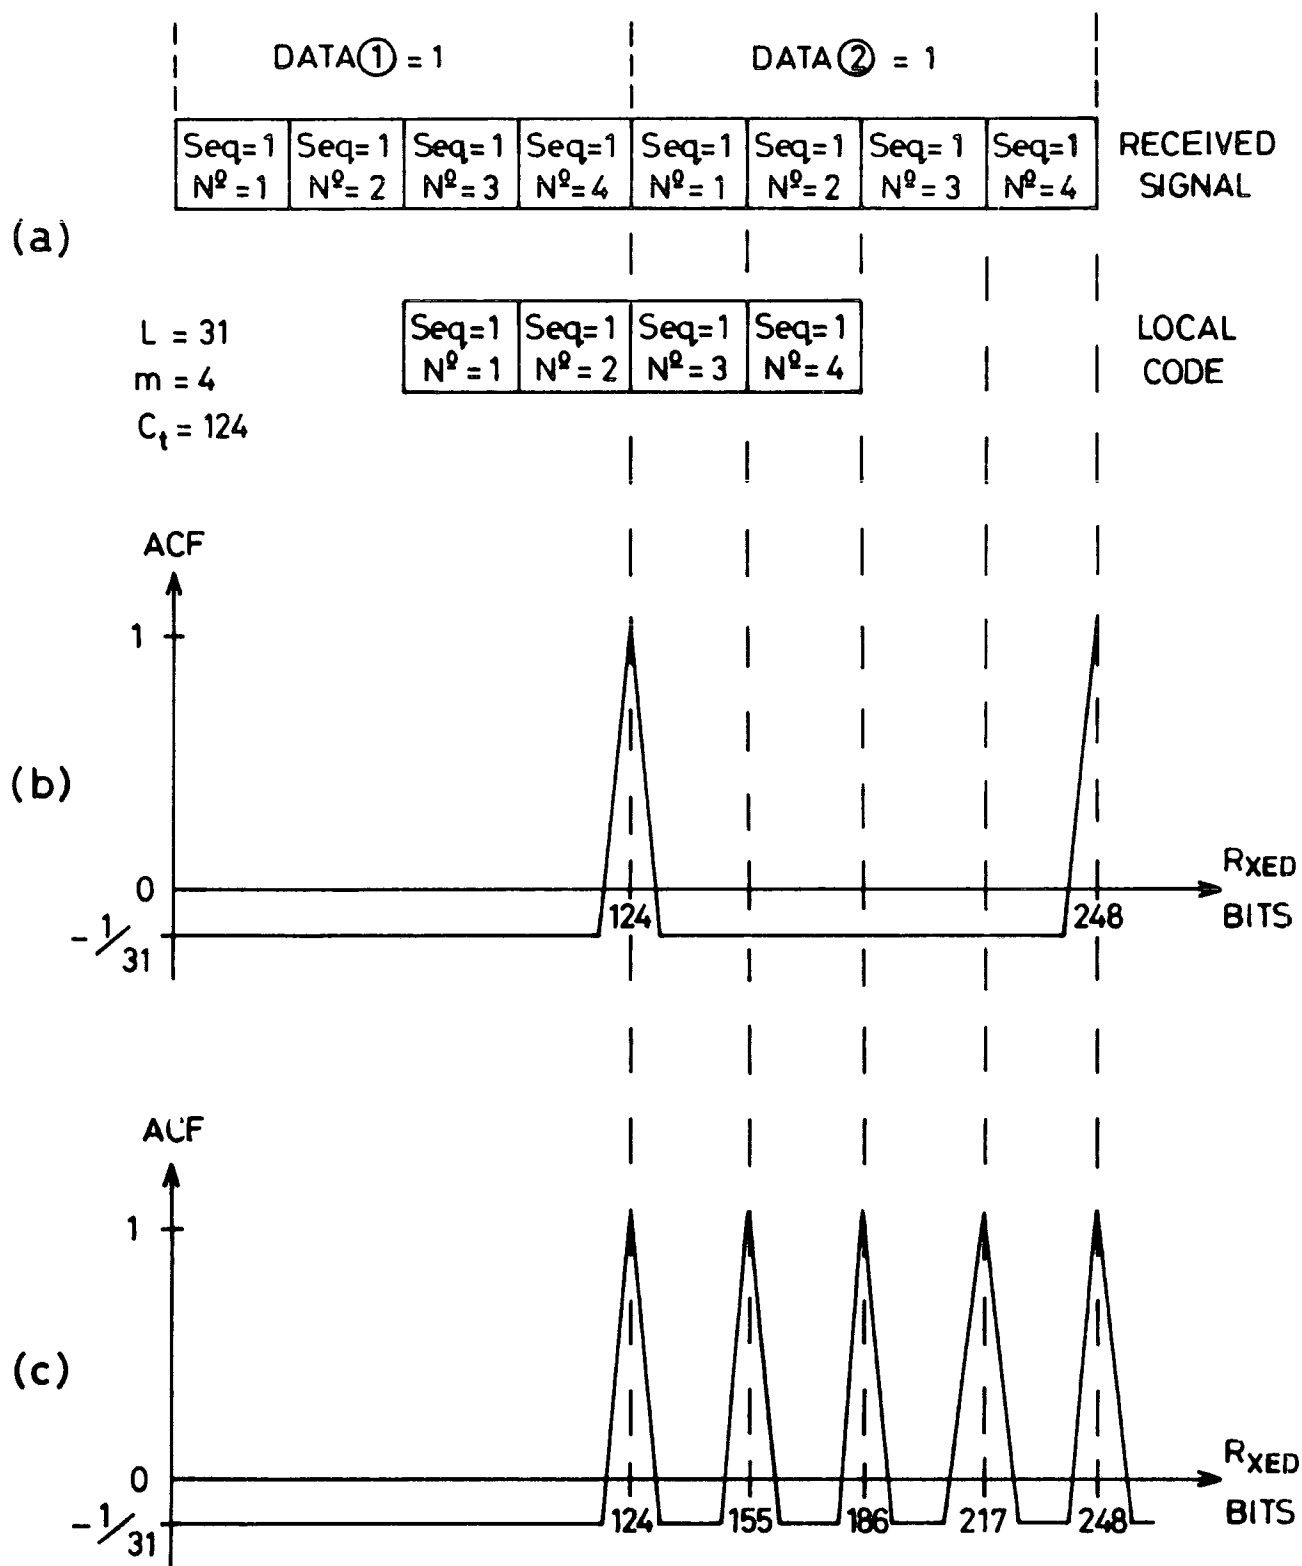 DATA① = 1
DATA② = 1
Seq=1 Seq=1 Seq=1 Seq=1 Seq=1 Seq=1 Seq=1 Seq=1
Nº=1 Nº=2 Nº=3 Nº=4 Nº=1 Nº=2 Nº=3 Nº=4
RECEIVED
SIGNAL
(a)
Seq=1 Seq=1 Seq=1 Seq=1
Nº=1 Nº=2 Nº=3 Nº=4
LOCAL
CODE
L = 31
m = 4
Cₜ = 124
ACF
1
(b)
0
-1/31
124
248
RXED
BITS
ACF
1
(c)
0
-1/31
124 155 186 217 248
RXED
BITS